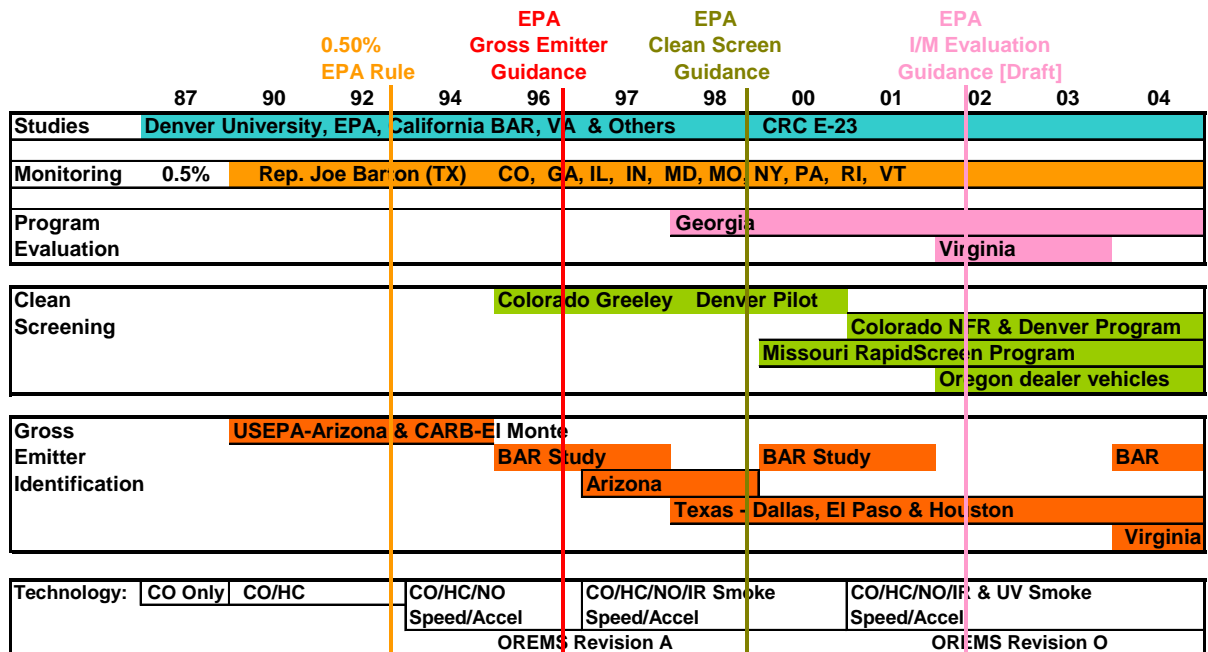 EPA
Gross Emitter
Guidance
EPA
Clean Screen
Guidance
EPA
I/M Evaluation
Guidance [Draft]
0.50%
EPA Rule
87 90 92 94 96 97 98 00 01 02 03 04
Studies Denver University, EPA, California BAR, VA & Others CRC E-23
Monitoring 0.5% Rep. Joe Barton (TX) CO, GA, IL, IN, MD, MO, NY, PA, RI, VT
Program Georgia
Evaluation Virginia
Clean Colorado Greeley Denver Pilot
Screening Colorado NFR & Denver Program
Missouri RapidScreen Program
Oregon dealer vehicles
Gross USEPA-Arizona & CARB-El Monte
Emitter BAR Study BAR Study BAR
Identification Arizona
Texas - Dallas, El Paso & Houston
Virginia
Technology: CO Only CO/HC CO/HC/NO CO/HC/NO/IR Smoke CO/HC/NO/IR & UV Smoke
Speed/Accel Speed/Accel Speed/Accel
OREMS Revision A OREMS Revision O